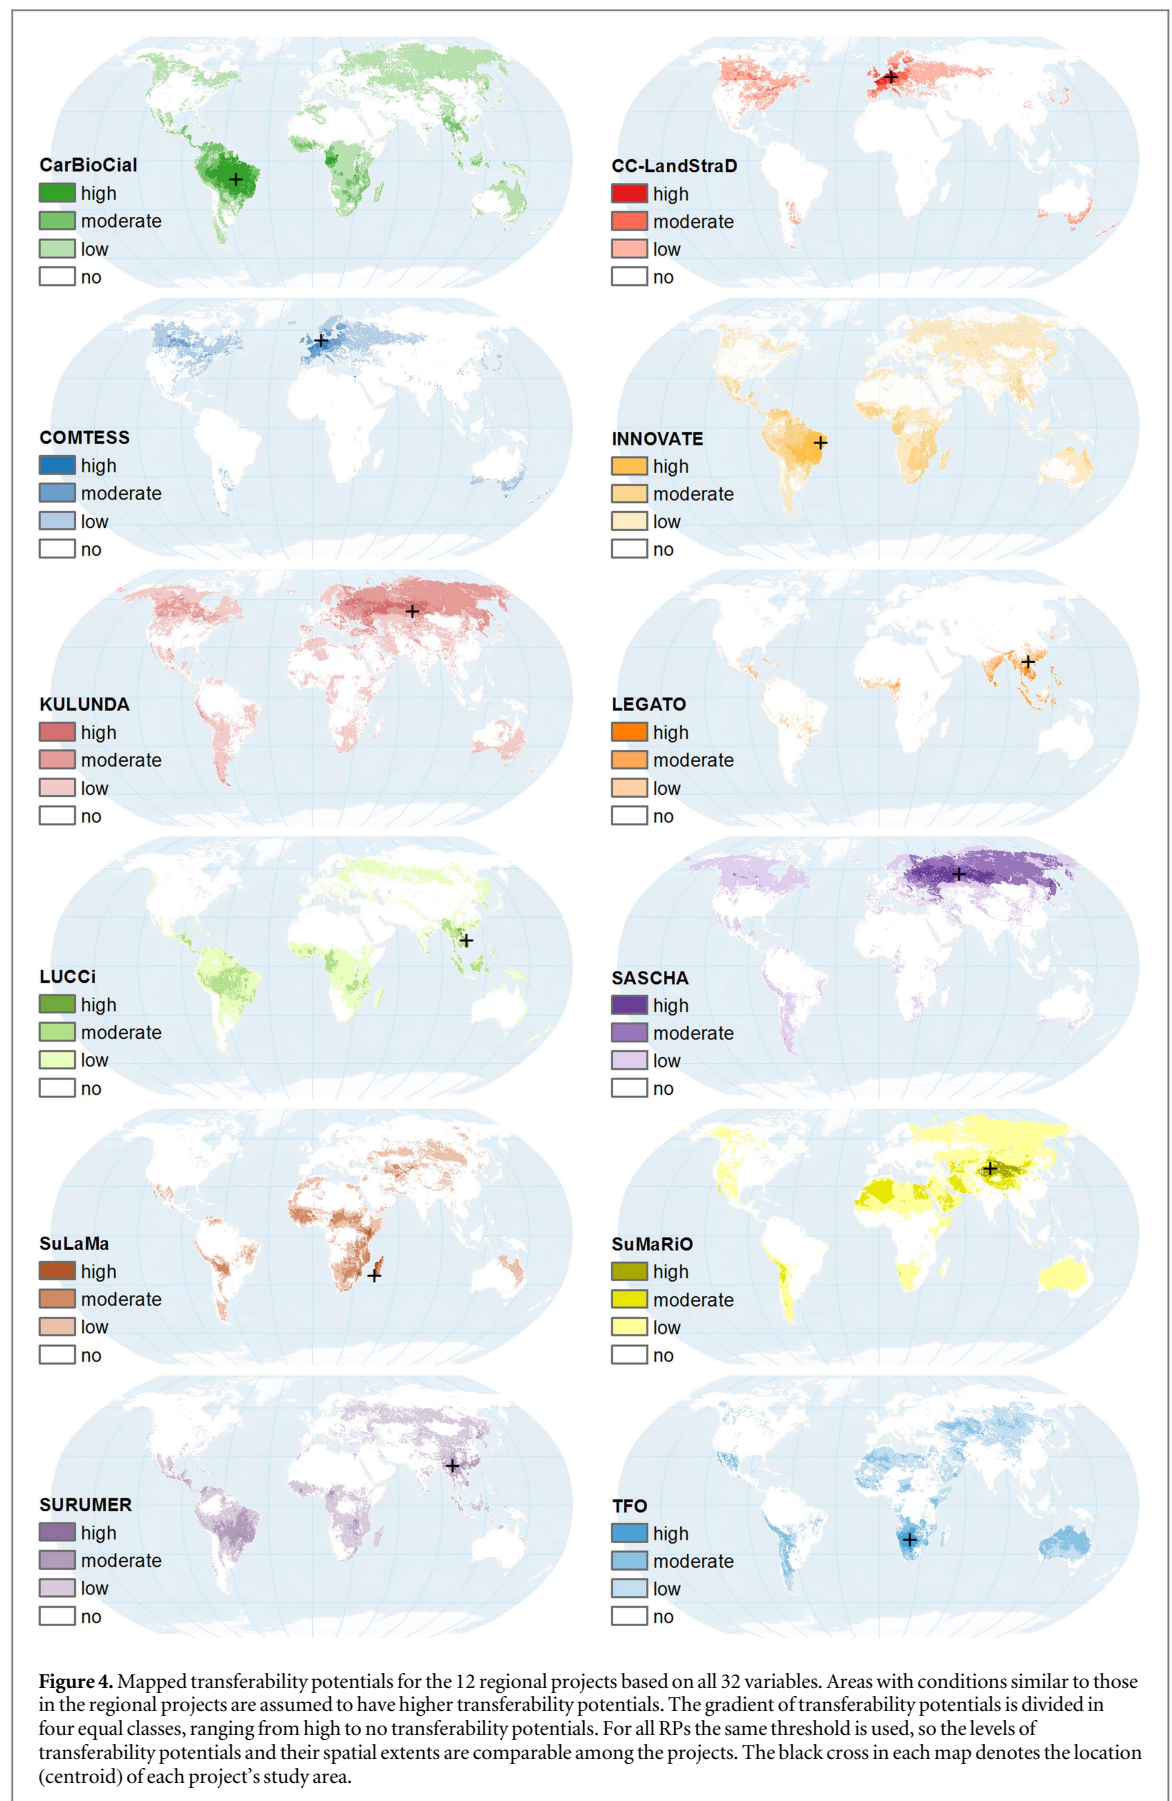 CarBioCial
high
moderate
low
no
CC-LandStraD
high
moderate
low
no
COMTESS
high
moderate
low
no
INNOVATE
high
moderate
low
no
KULUNDA
high
moderate
low
no
LEGATO
high
moderate
low
no
LUCCi
high
moderate
low
no
SASCHA
high
moderate
low
no
SuLaMa
high
moderate
low
no
SuMaRiO
high
moderate
low
no
SURUMER
high
moderate
low
no
TFO
high
moderate
low
no
Figure 4. Mapped transferability potentials for the 12 regional projects based on all 32 variables. Areas with conditions similar to those
in the regional projects are assumed to have higher transferability potentials. The gradient of transferability potentials is divided in
four equal classes, ranging from high to no transferability potentials. For all RPs the same threshold is used, so the levels of
transferability potentials and their spatial extents are comparable among the projects. The black cross in each map denotes the location
(centroid) of each project's study area.